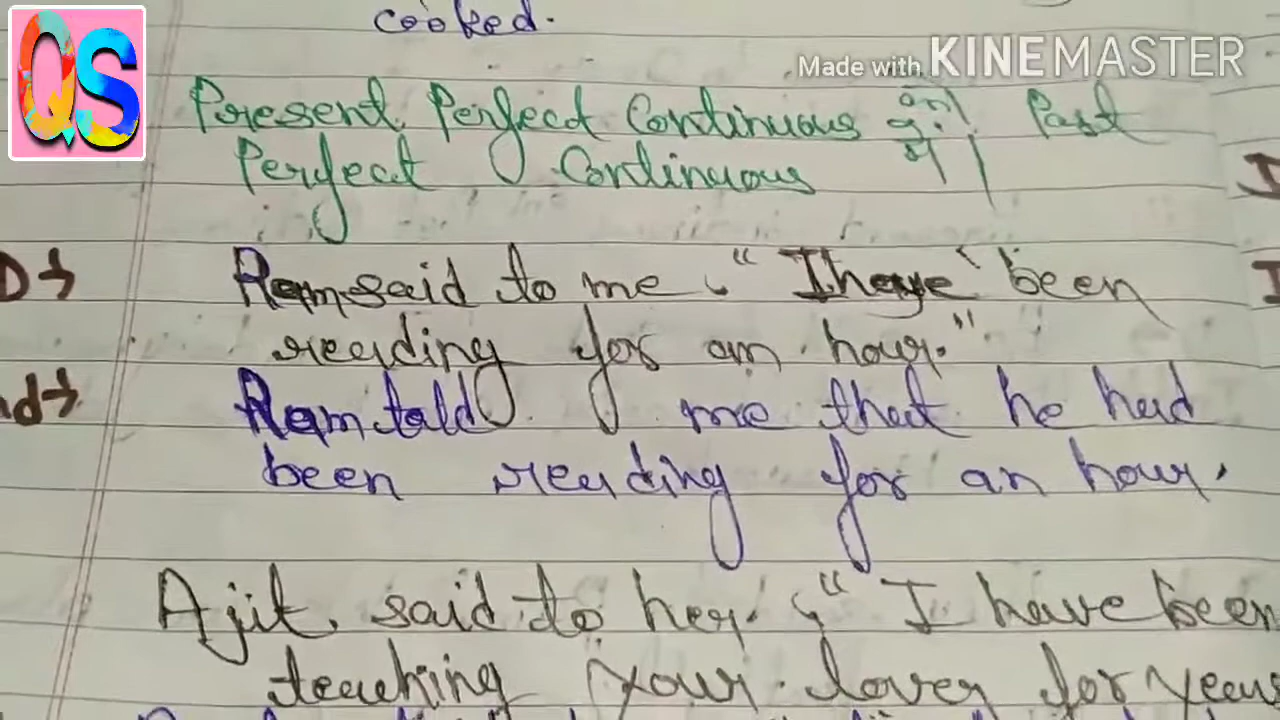 cooked.
QS
Made with KINEMASTER
Present Perfect Continuous को Past
Perfect Continuous में।
D→ Ram said to me, "I have been
reading for an hour."
nd→ Ram told me that he had
been reading for an hour.
Ajit said to her, "I have been
teaching your lover for years